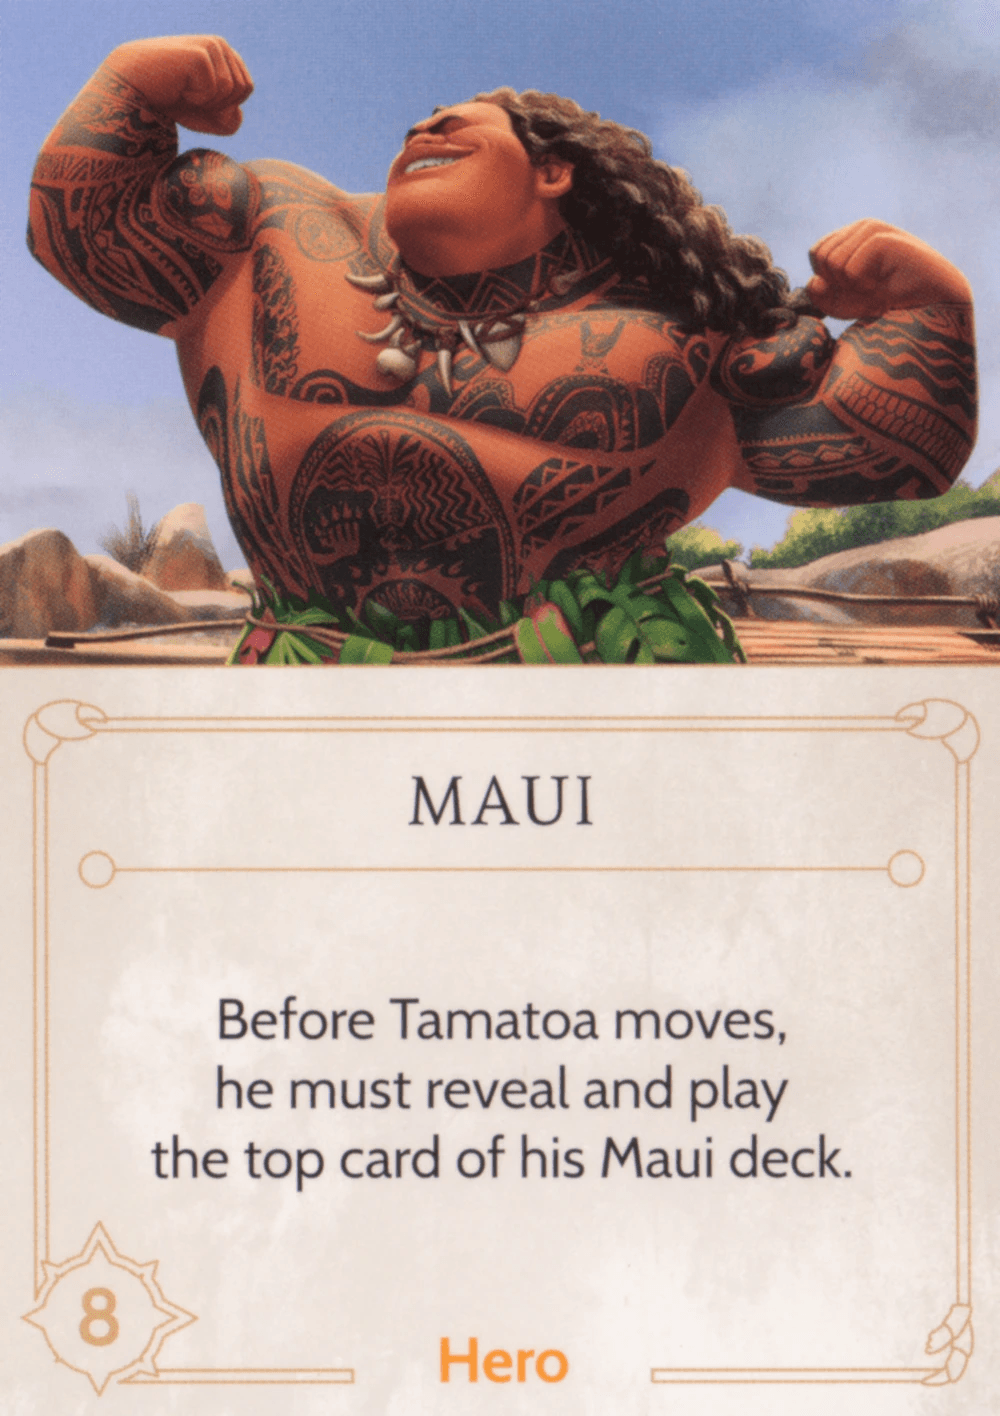 MAUI
Before Tamatoa moves,
he must reveal and play
the top card of his Maui deck.
8
Hero